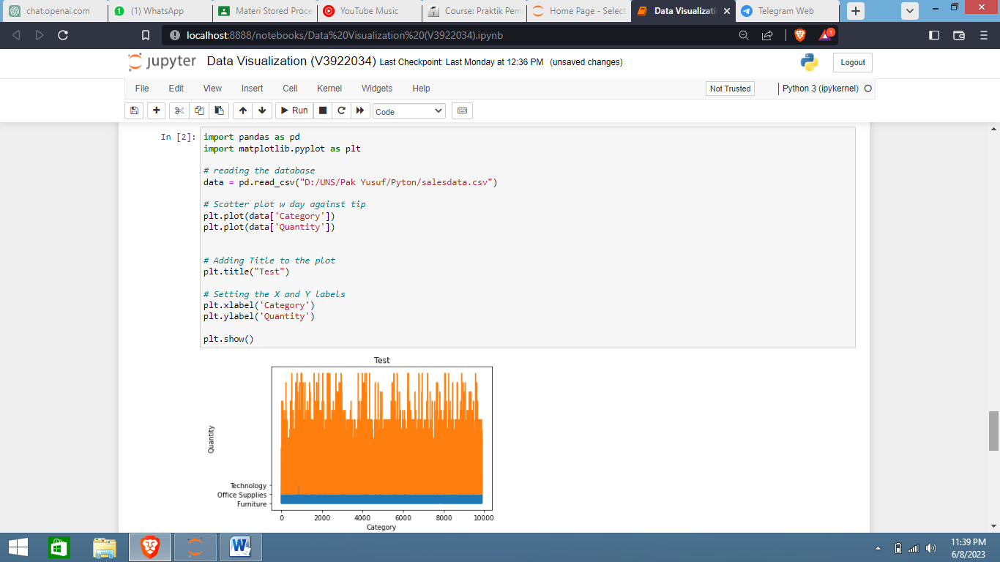 chat.openai.com
(1) WhatsApp
Materi Stored Proce
YouTube Music
Course: Praktik Pem
Home Page - Select
Data Visualizati
Telegram Web
localhost:8888/notebooks/Data%20Visualization%20(V3922034).ipynb
1
jupyter Data Visualization (V3922034) Last Checkpoint: Last Monday at 12:36 PM (unsaved changes)
Logout
File Edit View Insert Cell Kernel Widgets Help
Not Trusted
Python 3 (ipykernel)
Run
Code
In [2]:
import pandas as pd
import matplotlib.pyplot as plt
# reading the database
data = pd.read_csv("D:/UNS/Pak Yusuf/Pyton/salesdata.csv")
# Scatter plot w day against tip
plt.plot(data['Category'])
plt.plot(data['Quantity'])
# Adding Title to the plot
plt.title("Test")
# Setting the X and Y labels
plt.xlabel('Category')
plt.ylabel('Quantity')
plt.show()
Test
Quantity
Technology
Office Supplies
Furniture
0 2000 4000 6000 8000 10000
Category
11:39 PM
6/8/2023